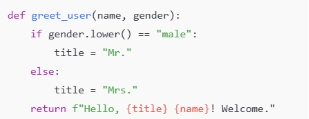 def greet_user(name, gender):
    if gender.lower() == "male":
        title = "Mr."
    else:
        title = "Mrs."
    return f"Hello, {title} {name}! Welcome."